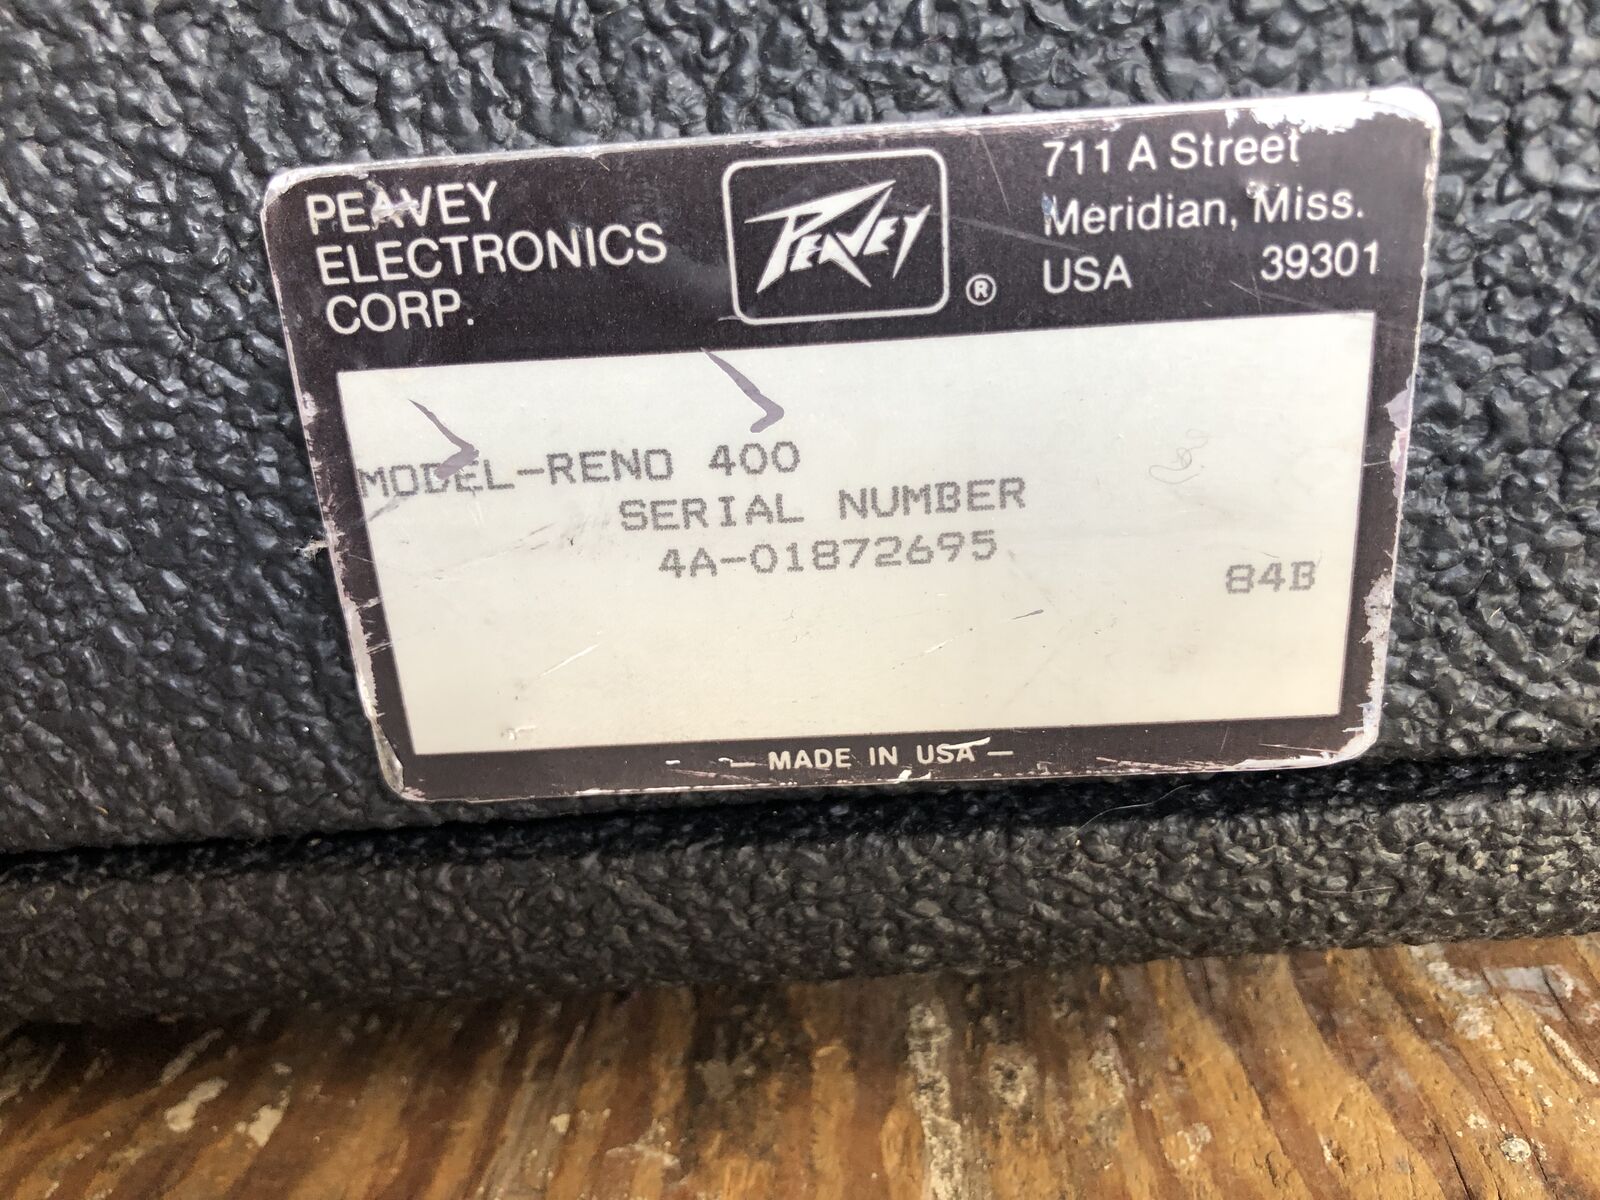 PEAVEY
ELECTRONICS
CORP.
PEAVEY
®
711 A Street
Meridian, Miss.
USA 39301
MODEL-RENO 400
SERIAL NUMBER
4A-01872695
84B
— MADE IN USA —